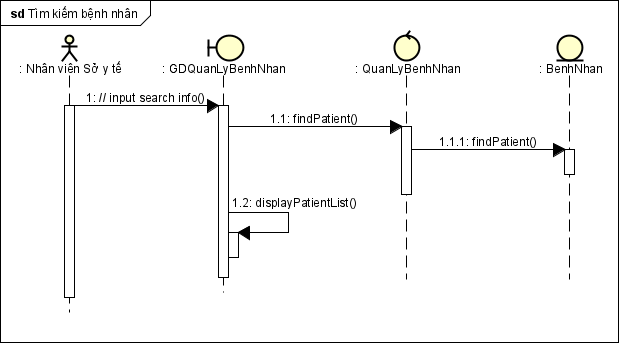 sd Tìm kiếm bệnh nhân
: Nhân viên Sở y tế
: GDQuanLyBenhNhan
: QuanLyBenhNhan
: BenhNhan
1: // input search info()
1.1: findPatient()
1.1.1: findPatient()
1.2: displayPatientList()